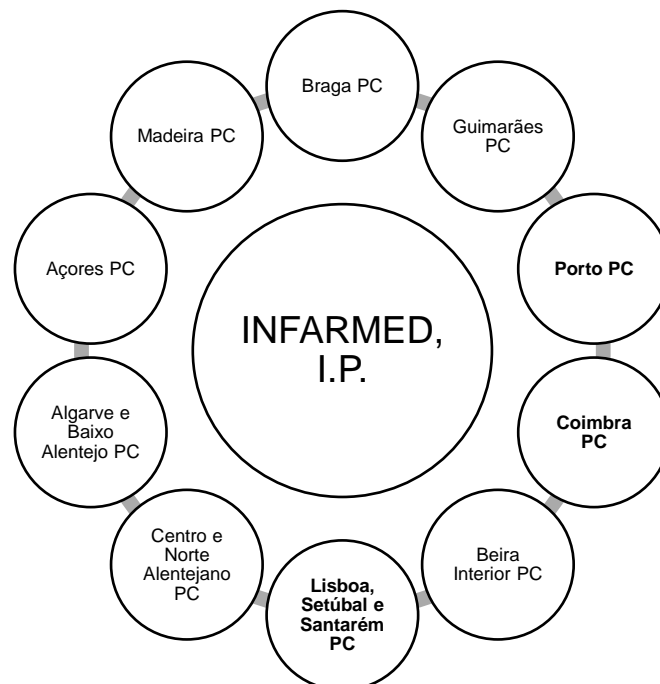 Braga PC
Guimarães
PC
Porto PC
Coimbra
PC
Beira
Interior PC
Lisboa,
Setúbal e
Santarém
PC
Centro e
Norte
Alentejano
PC
Algarve e
Baixo
Alentejo PC
Açores PC
Madeira PC
INFARMED,
I.P.